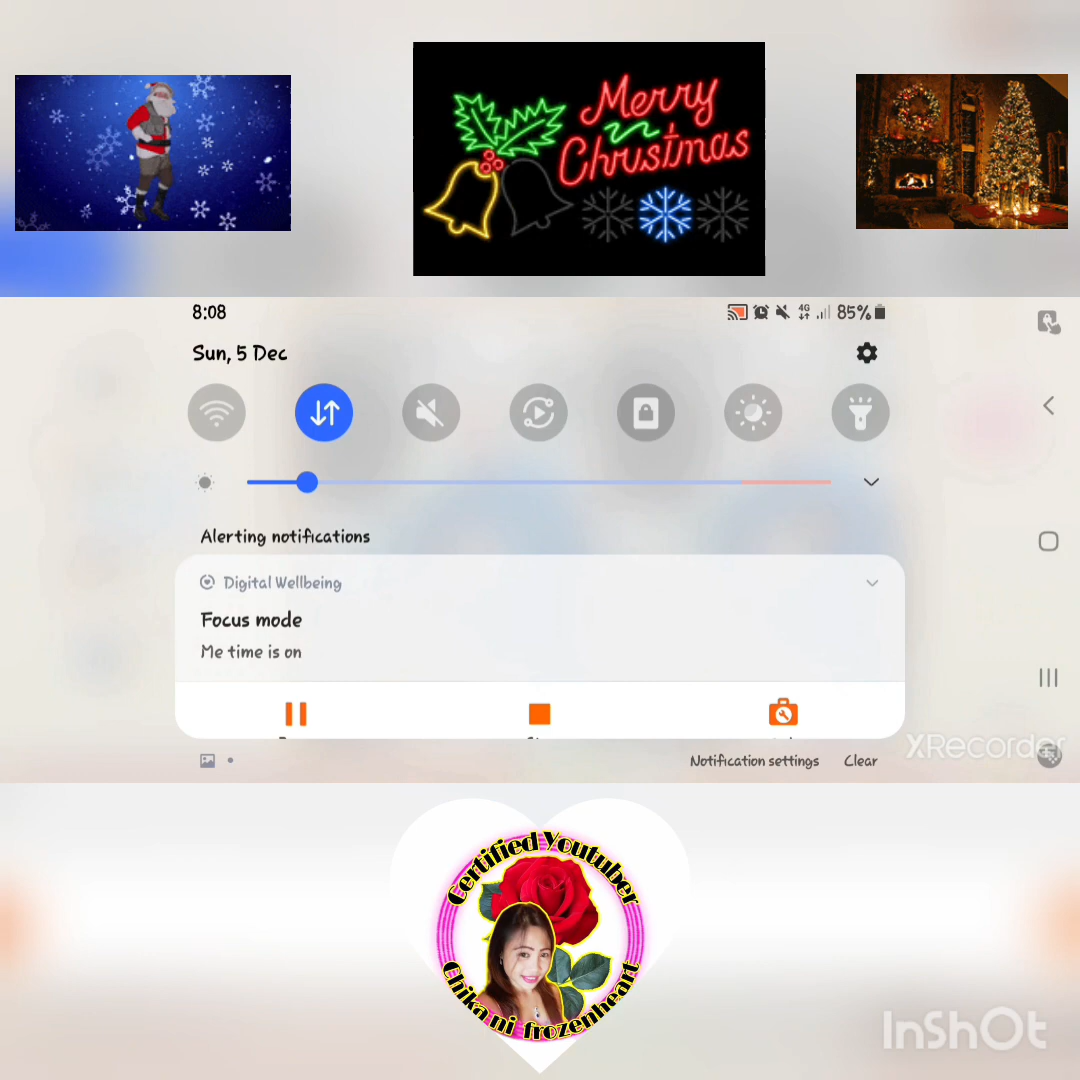 Merry
Christmas
8:08
4G
85%
Sun, 5 Dec
Alerting notifications
Digital Wellbeing
Focus mode
Me time is on
XRecorder
Notification settings
Clear
Certified Youtuber
Chika ni frozenheart
InShOt